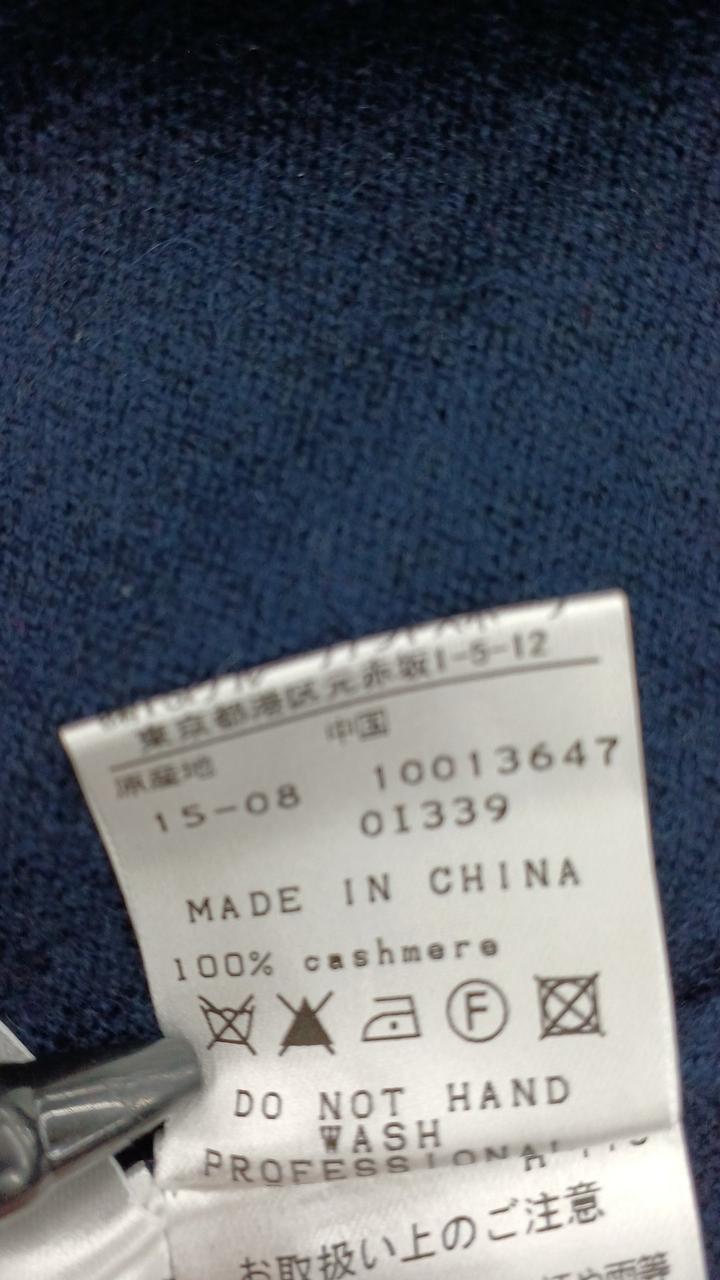 東京都港区元赤坂1-5-12
原産地 中国
15-08 10013647
01339
MADE IN CHINA
100% cashmere
F
DO NOT HAND
WASH
PROFESSIONAL
お取扱い上のご注意